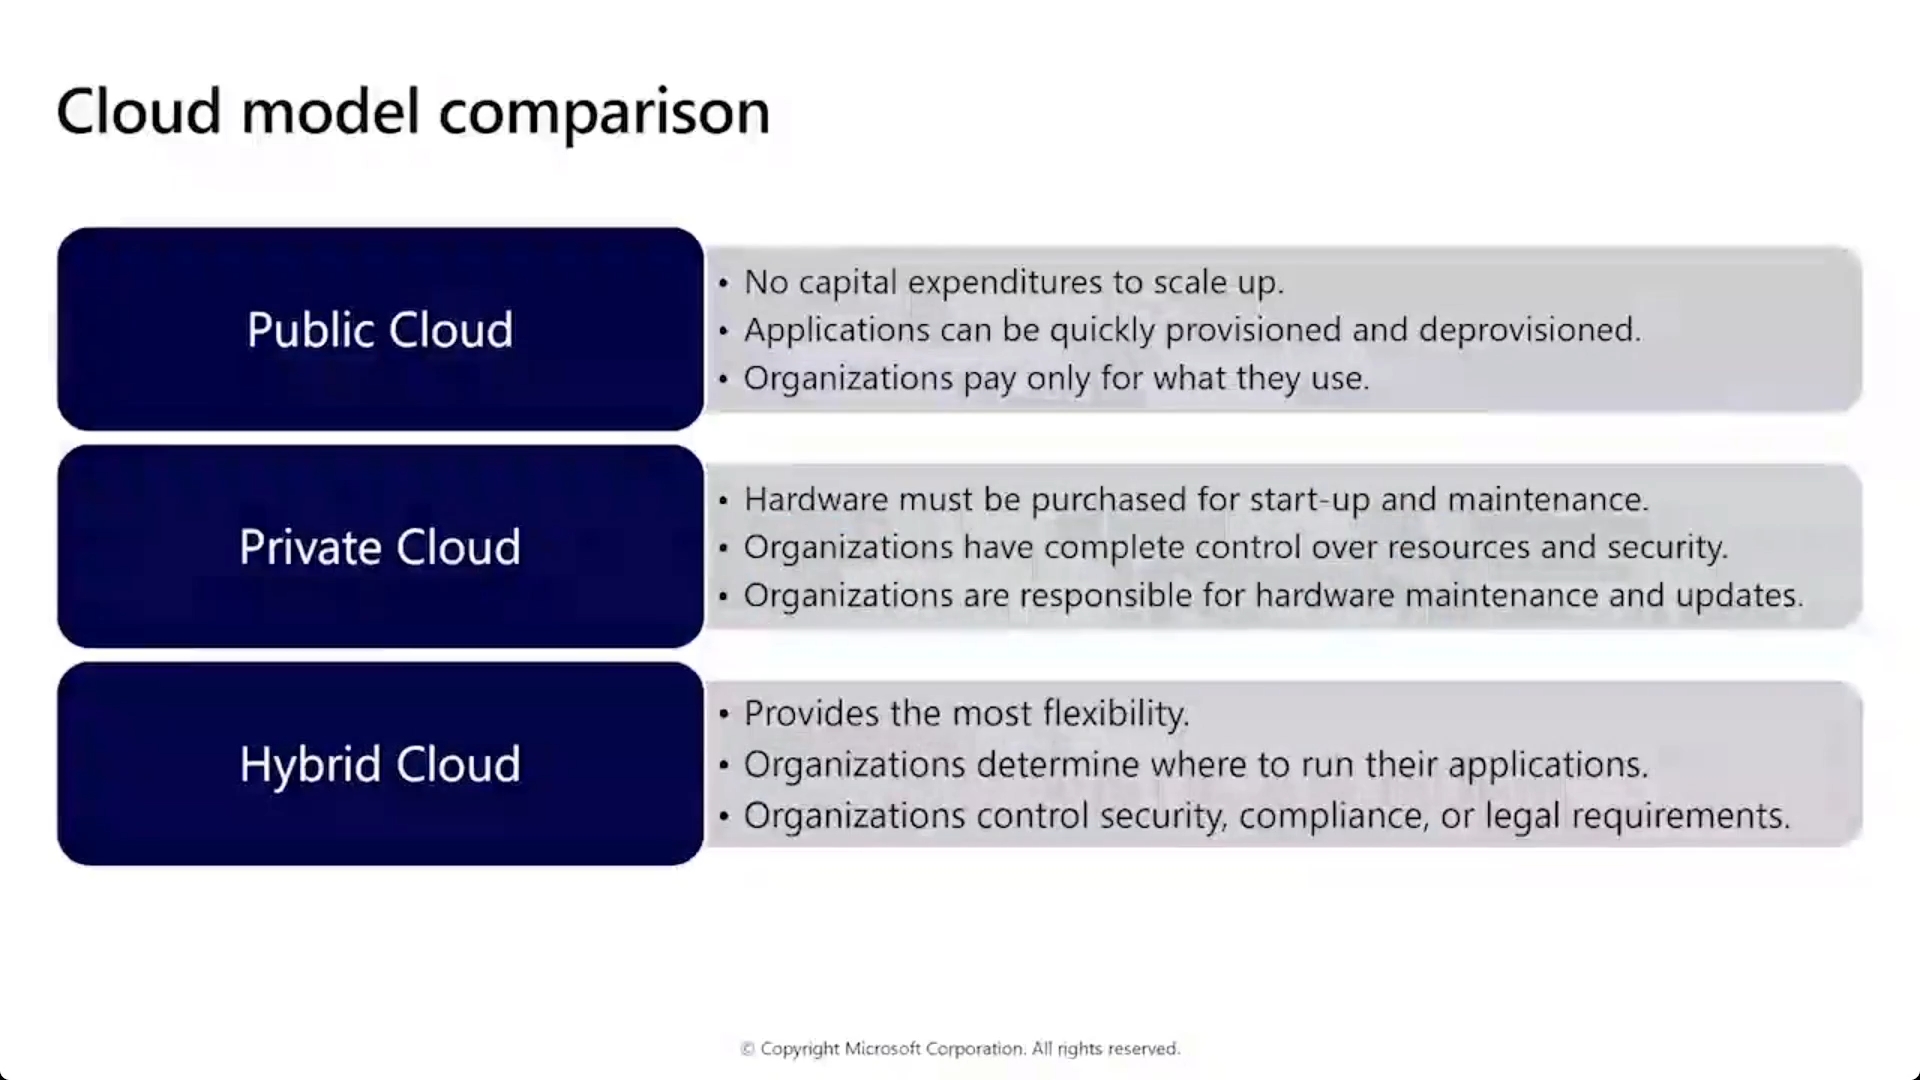 Cloud model comparison
Public Cloud
• No capital expenditures to scale up.
• Applications can be quickly provisioned and deprovisioned.
• Organizations pay only for what they use.
Private Cloud
• Hardware must be purchased for start-up and maintenance.
• Organizations have complete control over resources and security.
• Organizations are responsible for hardware maintenance and updates.
Hybrid Cloud
• Provides the most flexibility.
• Organizations determine where to run their applications.
• Organizations control security, compliance, or legal requirements.
© Copyright Microsoft Corporation. All rights reserved.